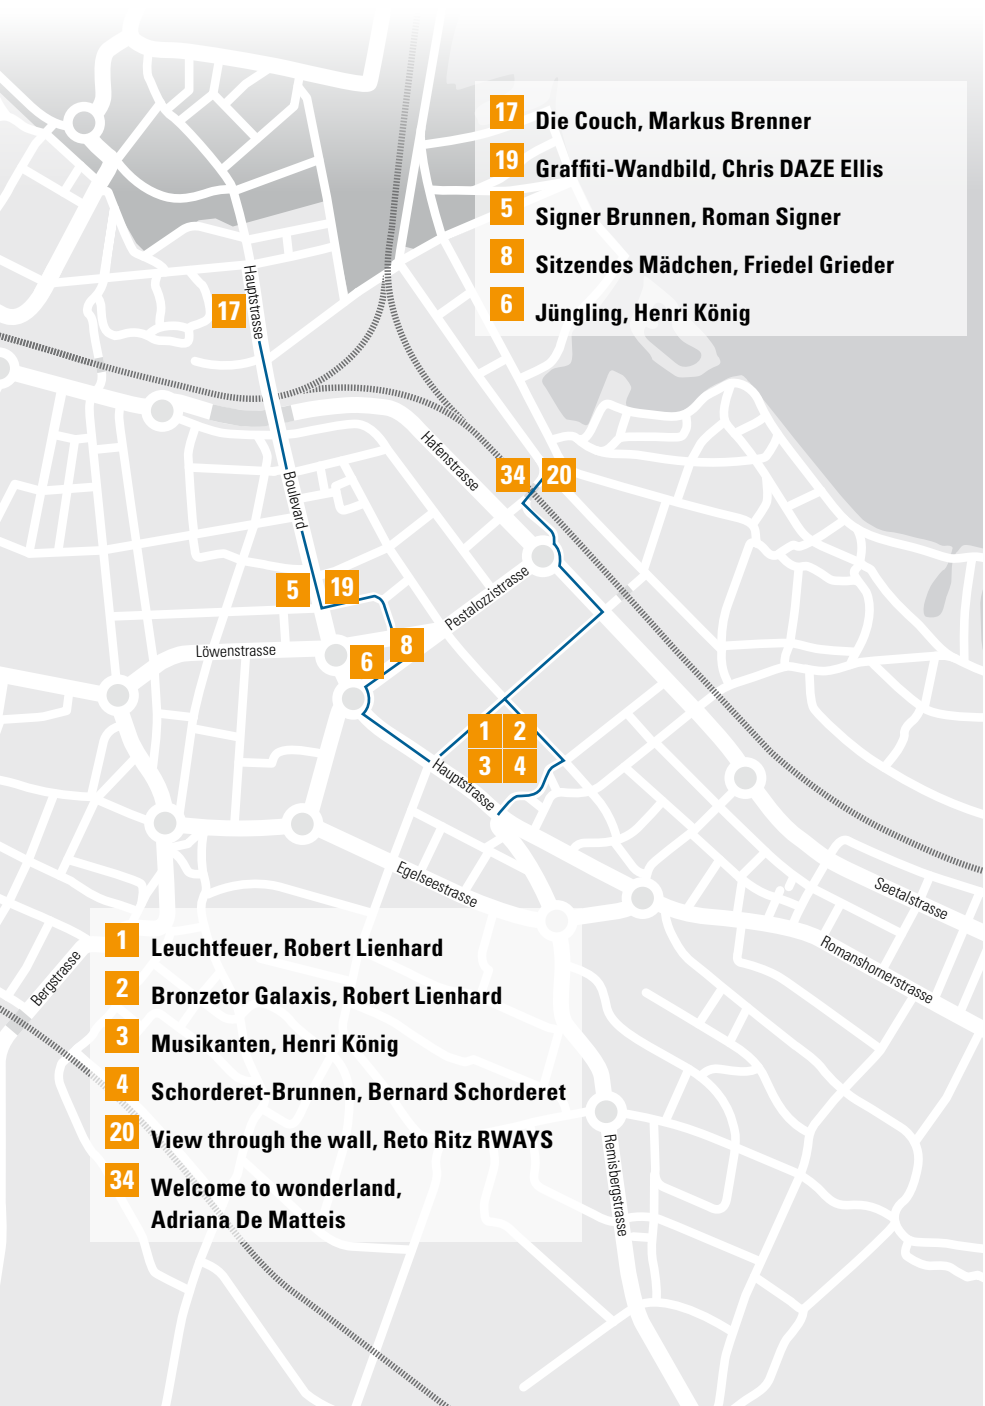 17 Die Couch, Markus Brenner
19 Graffiti-Wandbild, Chris DAZE Ellis
5 Signer Brunnen, Roman Signer
8 Sitzendes Mädchen, Friedel Grieder
6 Jüngling, Henri König
Hauptstrasse
17
Hafenstrasse
34 20
Boulevard
5 19
Pestalozzistrasse
Löwenstrasse
6 8
1 2
3 4
Hauptstrasse
Egelseestrasse
Seetalstrasse
Romanshornerstrasse
Bergstrasse
1 Leuchtfeuer, Robert Lienhard
2 Bronzetor Galaxis, Robert Lienhard
3 Musikanten, Henri König
4 Schorderet-Brunnen, Bernard Schorderet
20 View through the wall, Reto Ritz RWAYS
34 Welcome to wonderland,
Adriana De Matteis
Remisbergstrasse